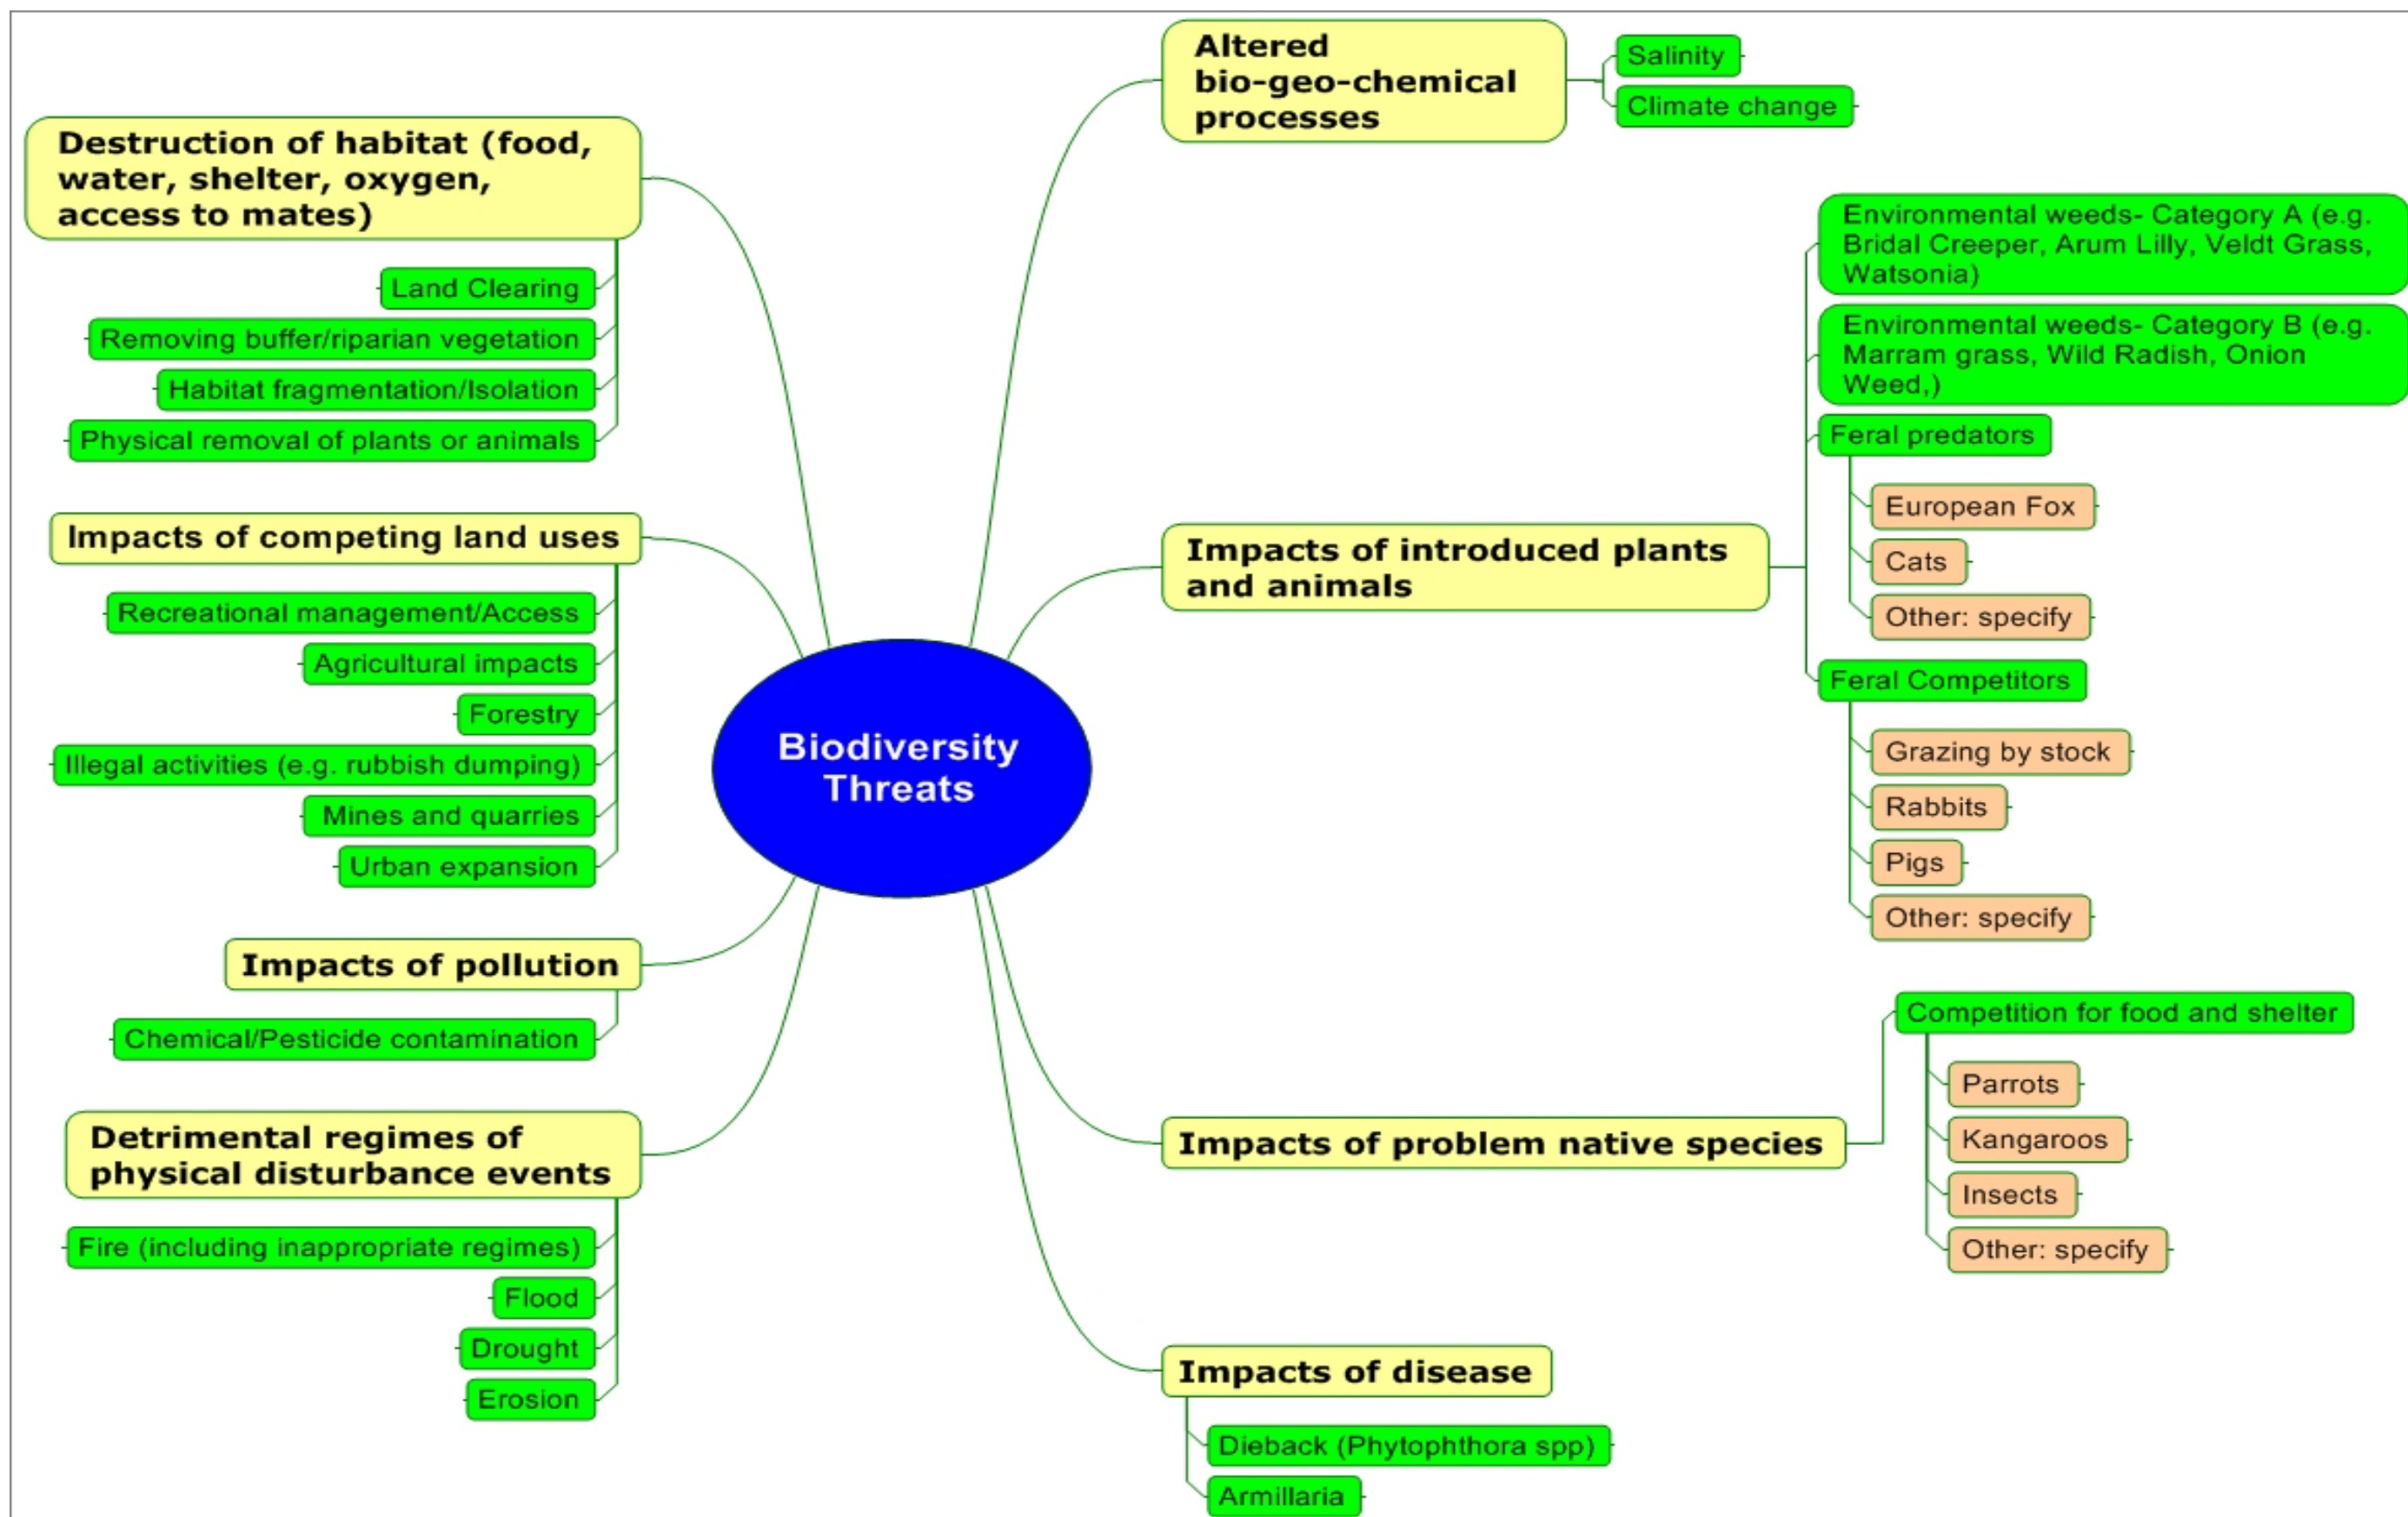 Biodiversity
Threats
Destruction of habitat (food,
water, shelter, oxygen,
access to mates)
Land Clearing
Removing buffer/riparian vegetation
Habitat fragmentation/Isolation
Physical removal of plants or animals
Impacts of competing land uses
Recreational management/Access
Agricultural impacts
Forestry
Illegal activities (e.g. rubbish dumping)
Mines and quarries
Urban expansion
Impacts of pollution
Chemical/Pesticide contamination
Detrimental regimes of
physical disturbance events
Fire (including inappropriate regimes)
Flood
Drought
Erosion
Altered
bio-geo-chemical
processes
Salinity
Climate change
Impacts of introduced plants
and animals
Environmental weeds- Category A (e.g.
Bridal Creeper, Arum Lilly, Veldt Grass,
Watsonia)
Environmental weeds- Category B (e.g.
Marram grass, Wild Radish, Onion
Weed,)
Feral predators
European Fox
Cats
Other: specify
Feral Competitors
Grazing by stock
Rabbits
Pigs
Other: specify
Impacts of problem native species
Competition for food and shelter
Parrots
Kangaroos
Insects
Other: specify
Impacts of disease
Dieback (Phytophthora spp)
Armillaria